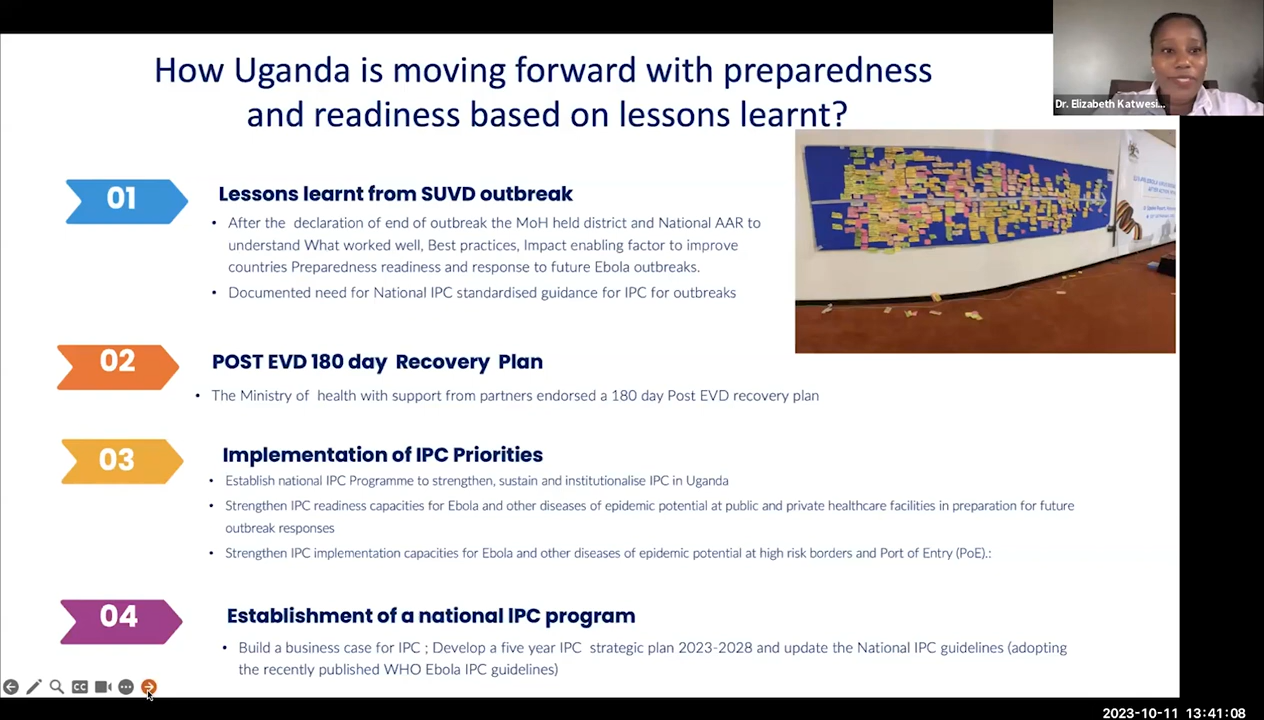 How Uganda is moving forward with preparedness
and readiness based on lessons learnt?
Dr. Elizabeth Katwesi...
01
Lessons learnt from SUVD outbreak
• After the declaration of end of outbreak the MoH held district and National AAR to
understand What worked well, Best practices, Impact enabling factor to improve
countries Preparedness readiness and response to future Ebola outbreaks.
• Documented need for National IPC standardised guidance for IPC for outbreaks
02
POST EVD 180 day Recovery Plan
• The Ministry of health with support from partners endorsed a 180 day Post EVD recovery plan
03
Implementation of IPC Priorities
• Establish national IPC Programme to strengthen, sustain and institutionalise IPC in Uganda
• Strengthen IPC readiness capacities for Ebola and other diseases of epidemic potential at public and private healthcare facilities in preparation for future
outbreak responses
• Strengthen IPC implementation capacities for Ebola and other diseases of epidemic potential at high risk borders and Port of Entry (PoE).:
04
Establishment of a national IPC program
• Build a business case for IPC ; Develop a five year IPC strategic plan 2023-2028 and update the National IPC guidelines (adopting
the recently published WHO Ebola IPC guidelines)
CC
2023-10-11 13:41:08